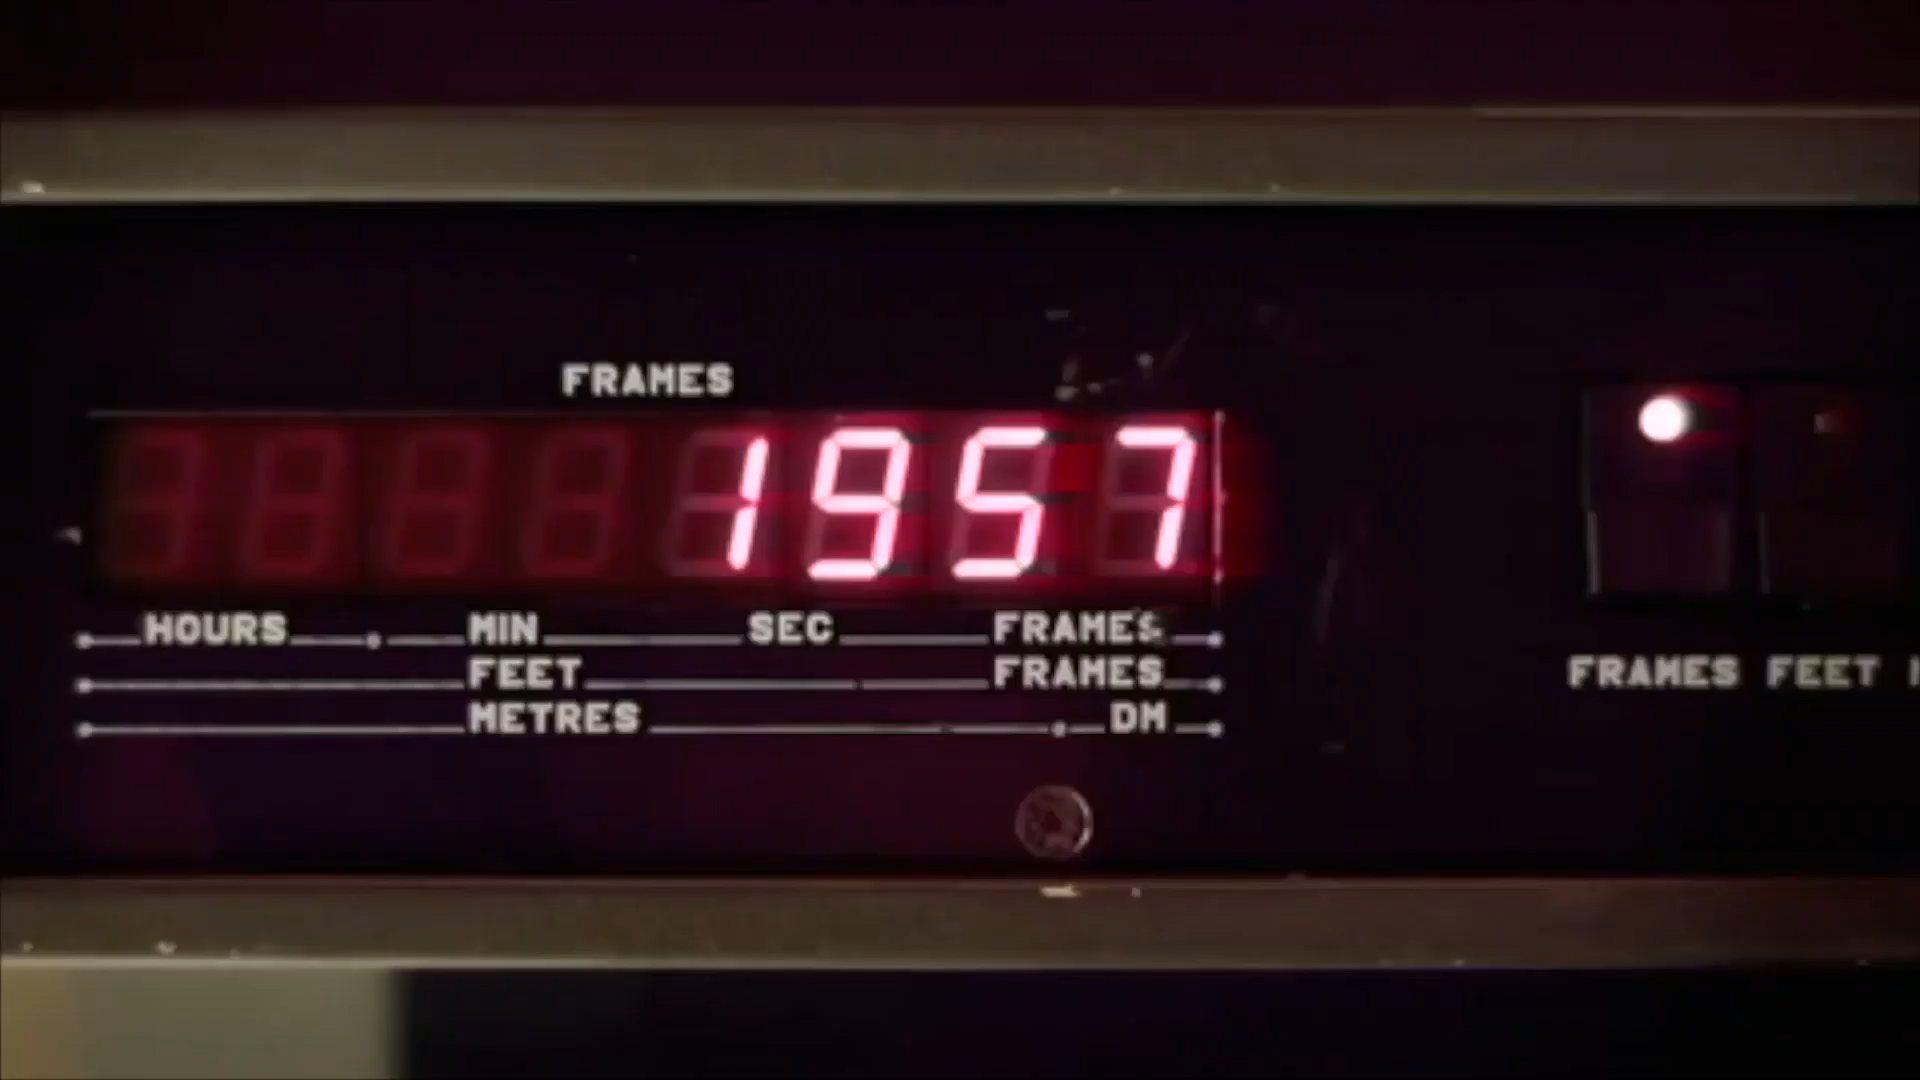 FRAMES
1957
HOURS MIN SEC FRAMES
FEET FRAMES
METRES DM
FRAMES FEET